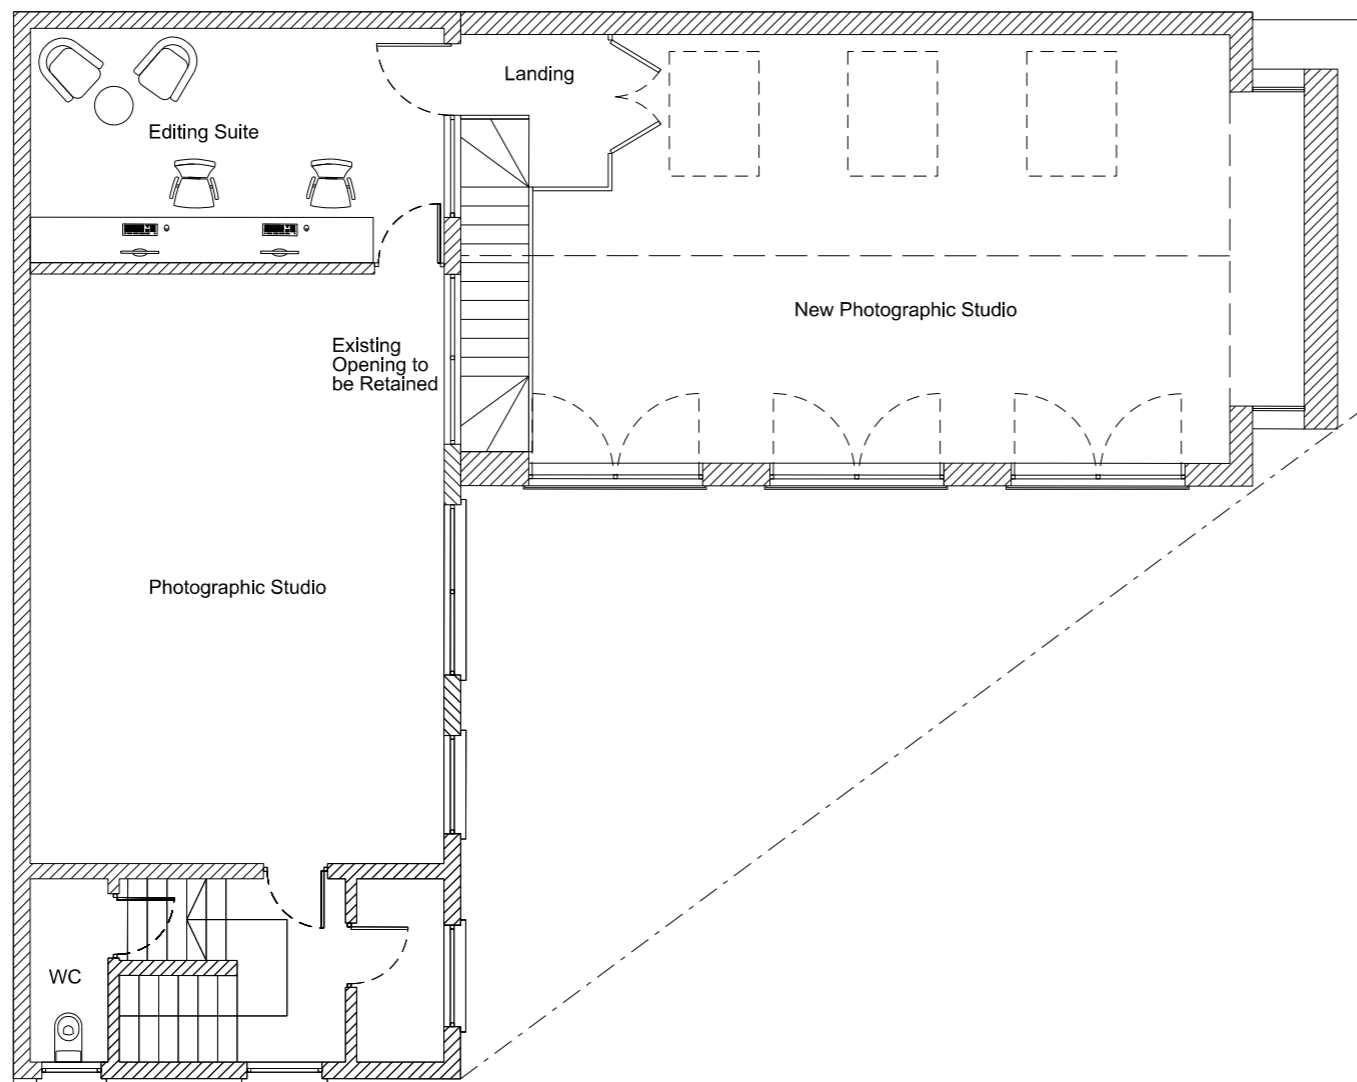 Landing
Editing Suite
New Photographic Studio
Existing
Opening to
be Retained
Photographic Studio
WC